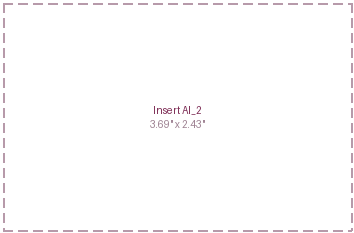 Insert AI_2
3.69" x 2.43"